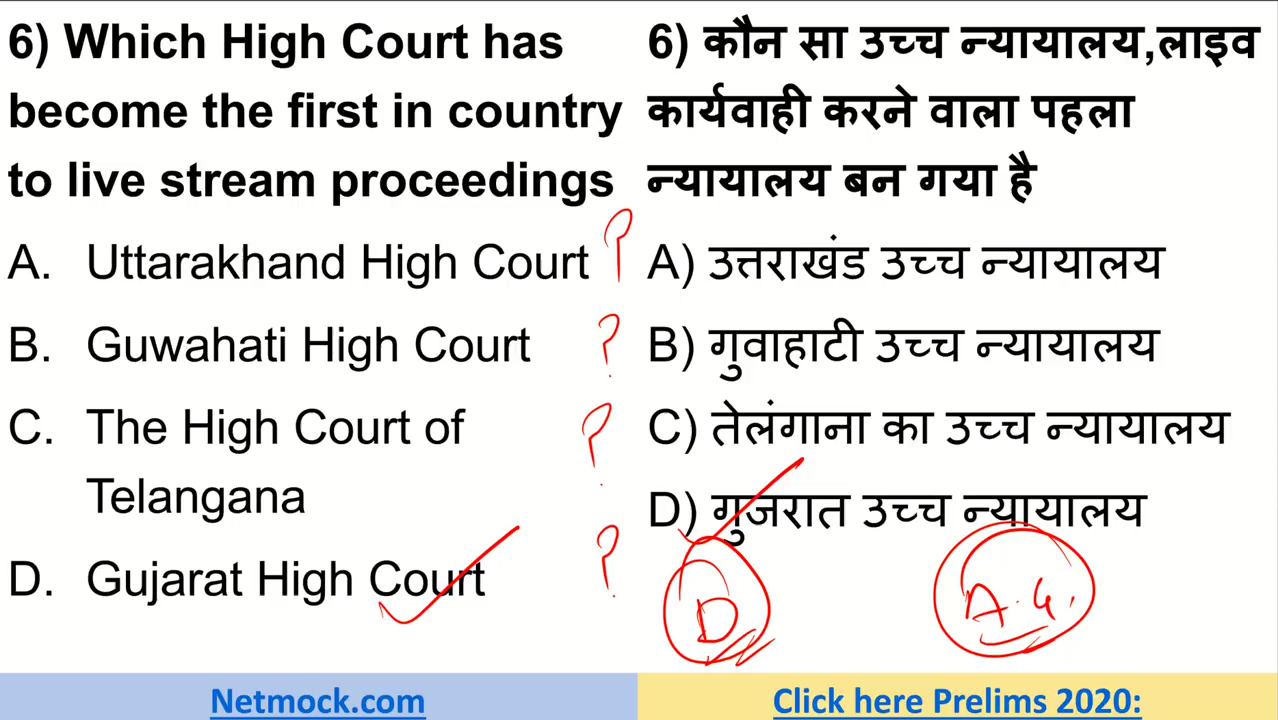 6) Which High Court has
become the first in country
to live stream proceedings
A. Uttarakhand High Court ?
B. Guwahati High Court ?
C. The High Court of ?
Telangana
D. Gujarat High Court ?
6) कौन सा उच्च न्यायालय,लाइव
कार्यवाही करने वाला पहला
न्यायालय बन गया है
A) उत्तराखंड उच्च न्यायालय
B) गुवाहाटी उच्च न्यायालय
C) तेलंगाना का उच्च न्यायालय
D) गुजरात उच्च न्यायालय
D
A.G.
Netmock.com
Click here Prelims 2020: